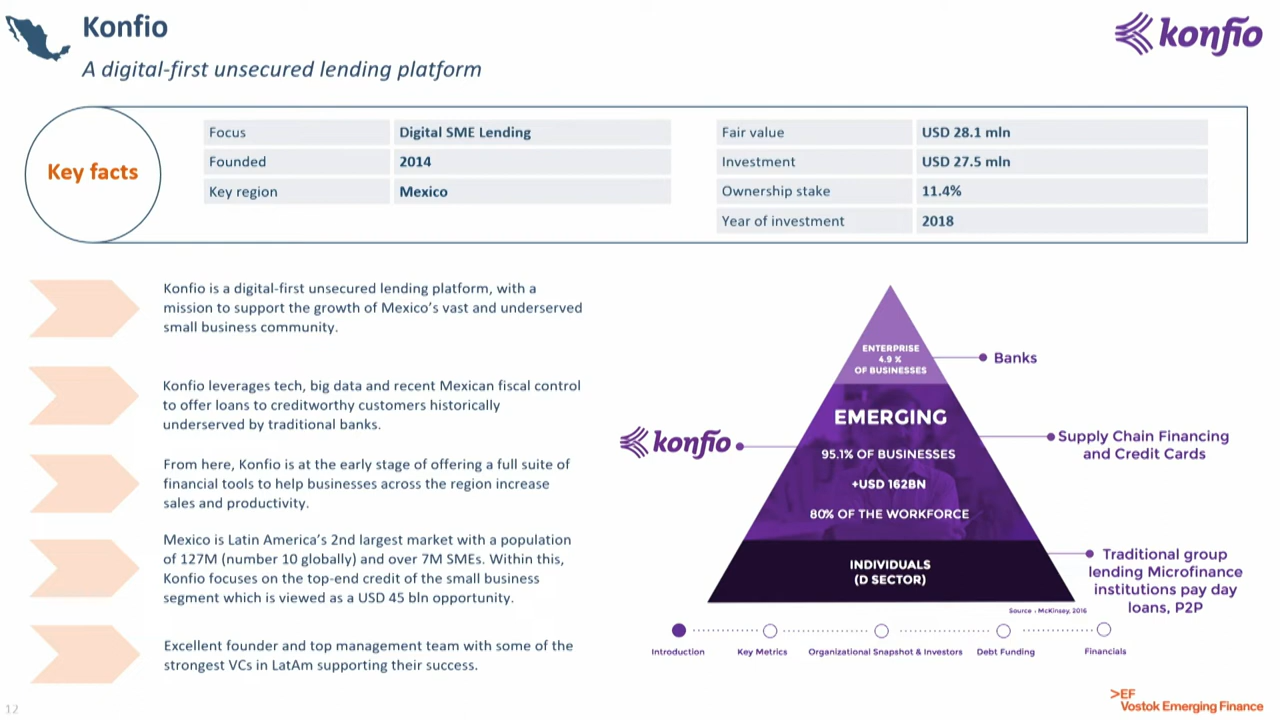 Konfio
konfio
A digital-first unsecured lending platform
Key facts
Focus Digital SME Lending
Founded 2014
Key region Mexico
Fair value USD 28.1 mln
Investment USD 27.5 mln
Ownership stake 11.4%
Year of investment 2018
Konfio is a digital-first unsecured lending platform, with a
mission to support the growth of Mexico's vast and underserved
small business community.
Konfio leverages tech, big data and recent Mexican fiscal control
to offer loans to creditworthy customers historically
underserved by traditional banks.
From here, Konfio is at the early stage of offering a full suite of
financial tools to help businesses across the region increase
sales and productivity.
Mexico is Latin America's 2nd largest market with a population
of 127M (number 10 globally) and over 7M SMEs. Within this,
Konfio focuses on the top-end credit of the small business
segment which is viewed as a USD 45 bln opportunity.
Excellent founder and top management team with some of the
strongest VCs in LatAm supporting their success.
ENTERPRISE
4.9 %
OF BUSINESSES
Banks
EMERGING
95.1% OF BUSINESSES
+USD 162BN
80% OF THE WORKFORCE
konfio
Supply Chain Financing
and Credit Cards
INDIVIDUALS
(D SECTOR)
Traditional group
lending Microfinance
institutions pay day
loans, P2P
Source - McKinsey, 2016
Introduction
Key Metrics
Organizational Snapshot & Investors
Debt Funding
Financials
12
>EF
Vostok Emerging Finance